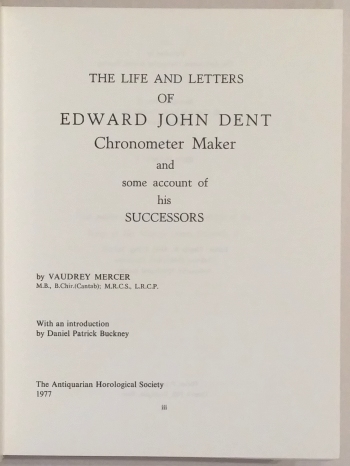 THE LIFE AND LETTERS
OF
EDWARD JOHN DENT
Chronometer Maker
and
some account of
his
SUCCESSORS
by VAUDREY MERCER
M.B., B.Chir.(Cantab); M.R.C.S., L.R.C.P.
With an introduction
by Daniel Patrick Buckney
The Antiquarian Horological Society
1977
iii